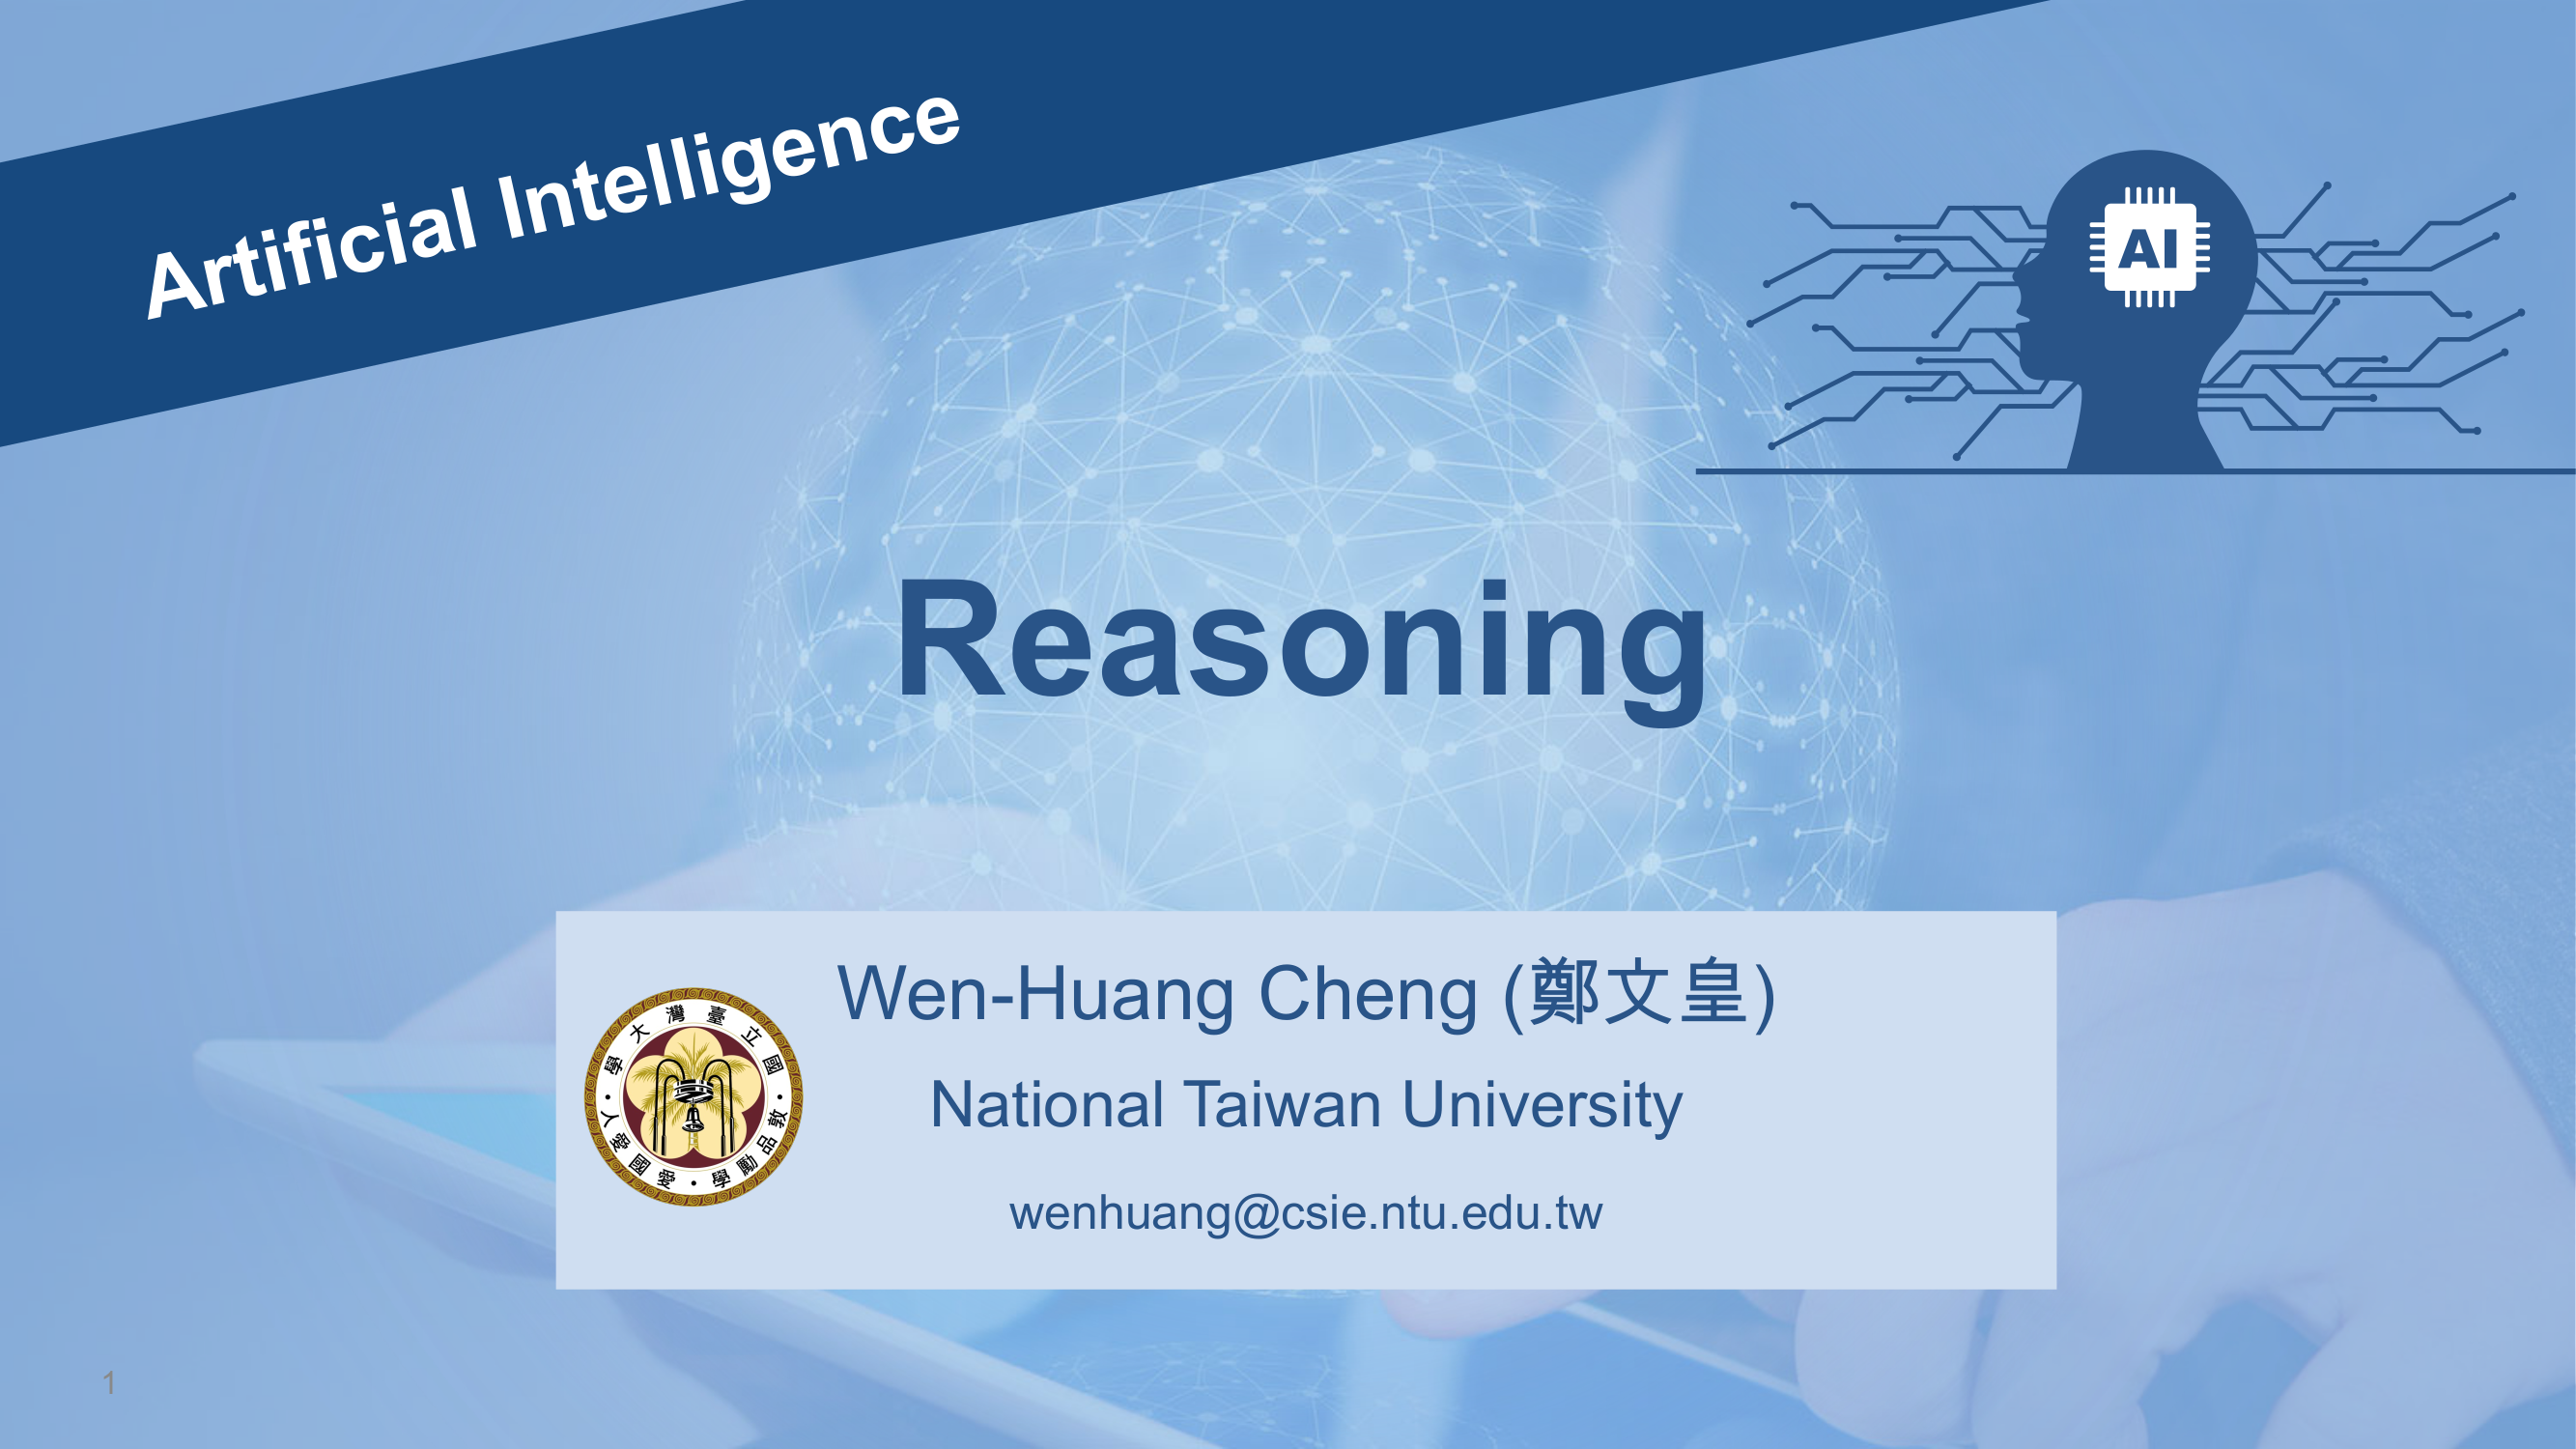 Artificial Intelligence
AI
Reasoning
Wen-Huang Cheng (鄭文皇)
National Taiwan University
wenhuang@csie.ntu.edu.tw
國立臺灣大學
敦品勵學・愛國愛人
1